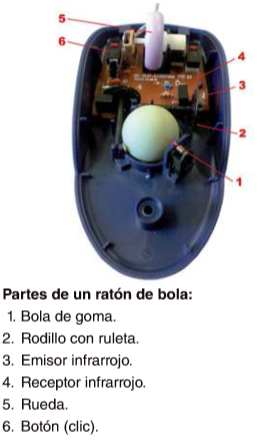 5
6
4
3
2
1
Partes de un ratón de bola:
1. Bola de goma.
2. Rodillo con ruleta.
3. Emisor infrarrojo.
4. Receptor infrarrojo.
5. Rueda.
6. Botón (clic).